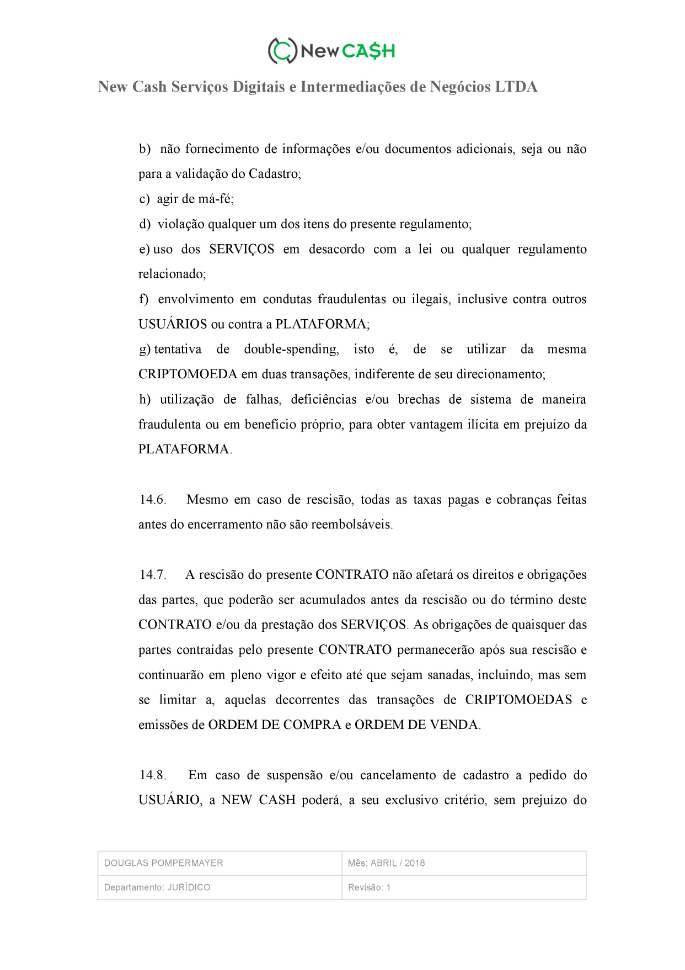 New CA$H
New Cash Serviços Digitais e Intermediações de Negócios LTDA
b) não fornecimento de informações e/ou documentos adicionais, seja ou não
para a validação do Cadastro;
c) agir de má-fé;
d) violação qualquer um dos itens do presente regulamento;
e) uso dos SERVIÇOS em desacordo com a lei ou qualquer regulamento
relacionado;
f) envolvimento em condutas fraudulentas ou ilegais, inclusive contra outros
USUÁRIOS ou contra a PLATAFORMA;
g) tentativa de double-spending, isto é, de se utilizar da mesma
CRIPTOMOEDA em duas transações, indiferente de seu direcionamento;
h) utilização de falhas, deficiências e/ou brechas de sistema de maneira
fraudulenta ou em benefício próprio, para obter vantagem ilícita em prejuízo da
PLATAFORMA.
14.6. Mesmo em caso de rescisão, todas as taxas pagas e cobranças feitas
antes do encerramento não são reembolsáveis.
14.7. A rescisão do presente CONTRATO não afetará os direitos e obrigações
das partes, que poderão ser acumulados antes da rescisão ou do término deste
CONTRATO e/ou da prestação dos SERVIÇOS. As obrigações de quaisquer das
partes contraídas pelo presente CONTRATO permanecerão após sua rescisão e
continuarão em pleno vigor e efeito até que sejam sanadas, incluindo, mas sem
se limitar a, aquelas decorrentes das transações de CRIPTOMOEDAS e
emissões de ORDEM DE COMPRA e ORDEM DE VENDA.
14.8. Em caso de suspensão e/ou cancelamento de cadastro a pedido do
USUÁRIO, a NEW CASH poderá, a seu exclusivo critério, sem prejuízo do
DOUGLAS POMPERMAYER Mês: ABRIL / 2018
Departamento: JURÍDICO Revisão: 1